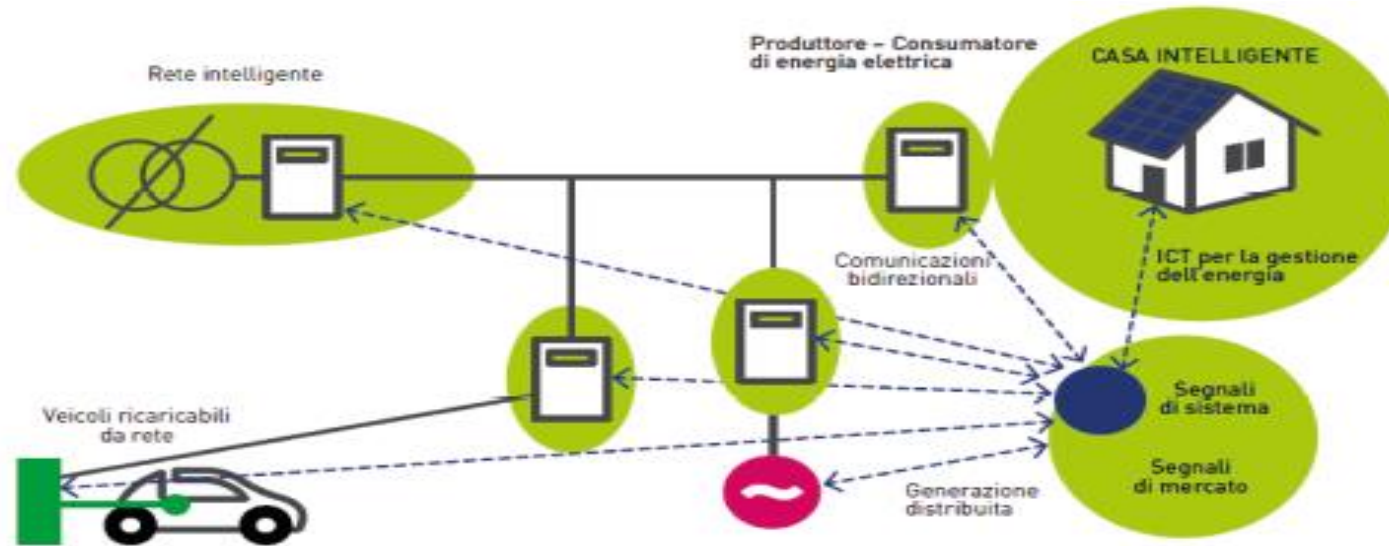 Rete intelligente
Produttore – Consumatore
di energia elettrica
CASA INTELLIGENTE
Comunicazioni
bidirezionali
ICT per la gestione
dell'energia
Veicoli ricaricabili
da rete
Segnali
di sistema
Segnali
di mercato
Generazione
distribuita